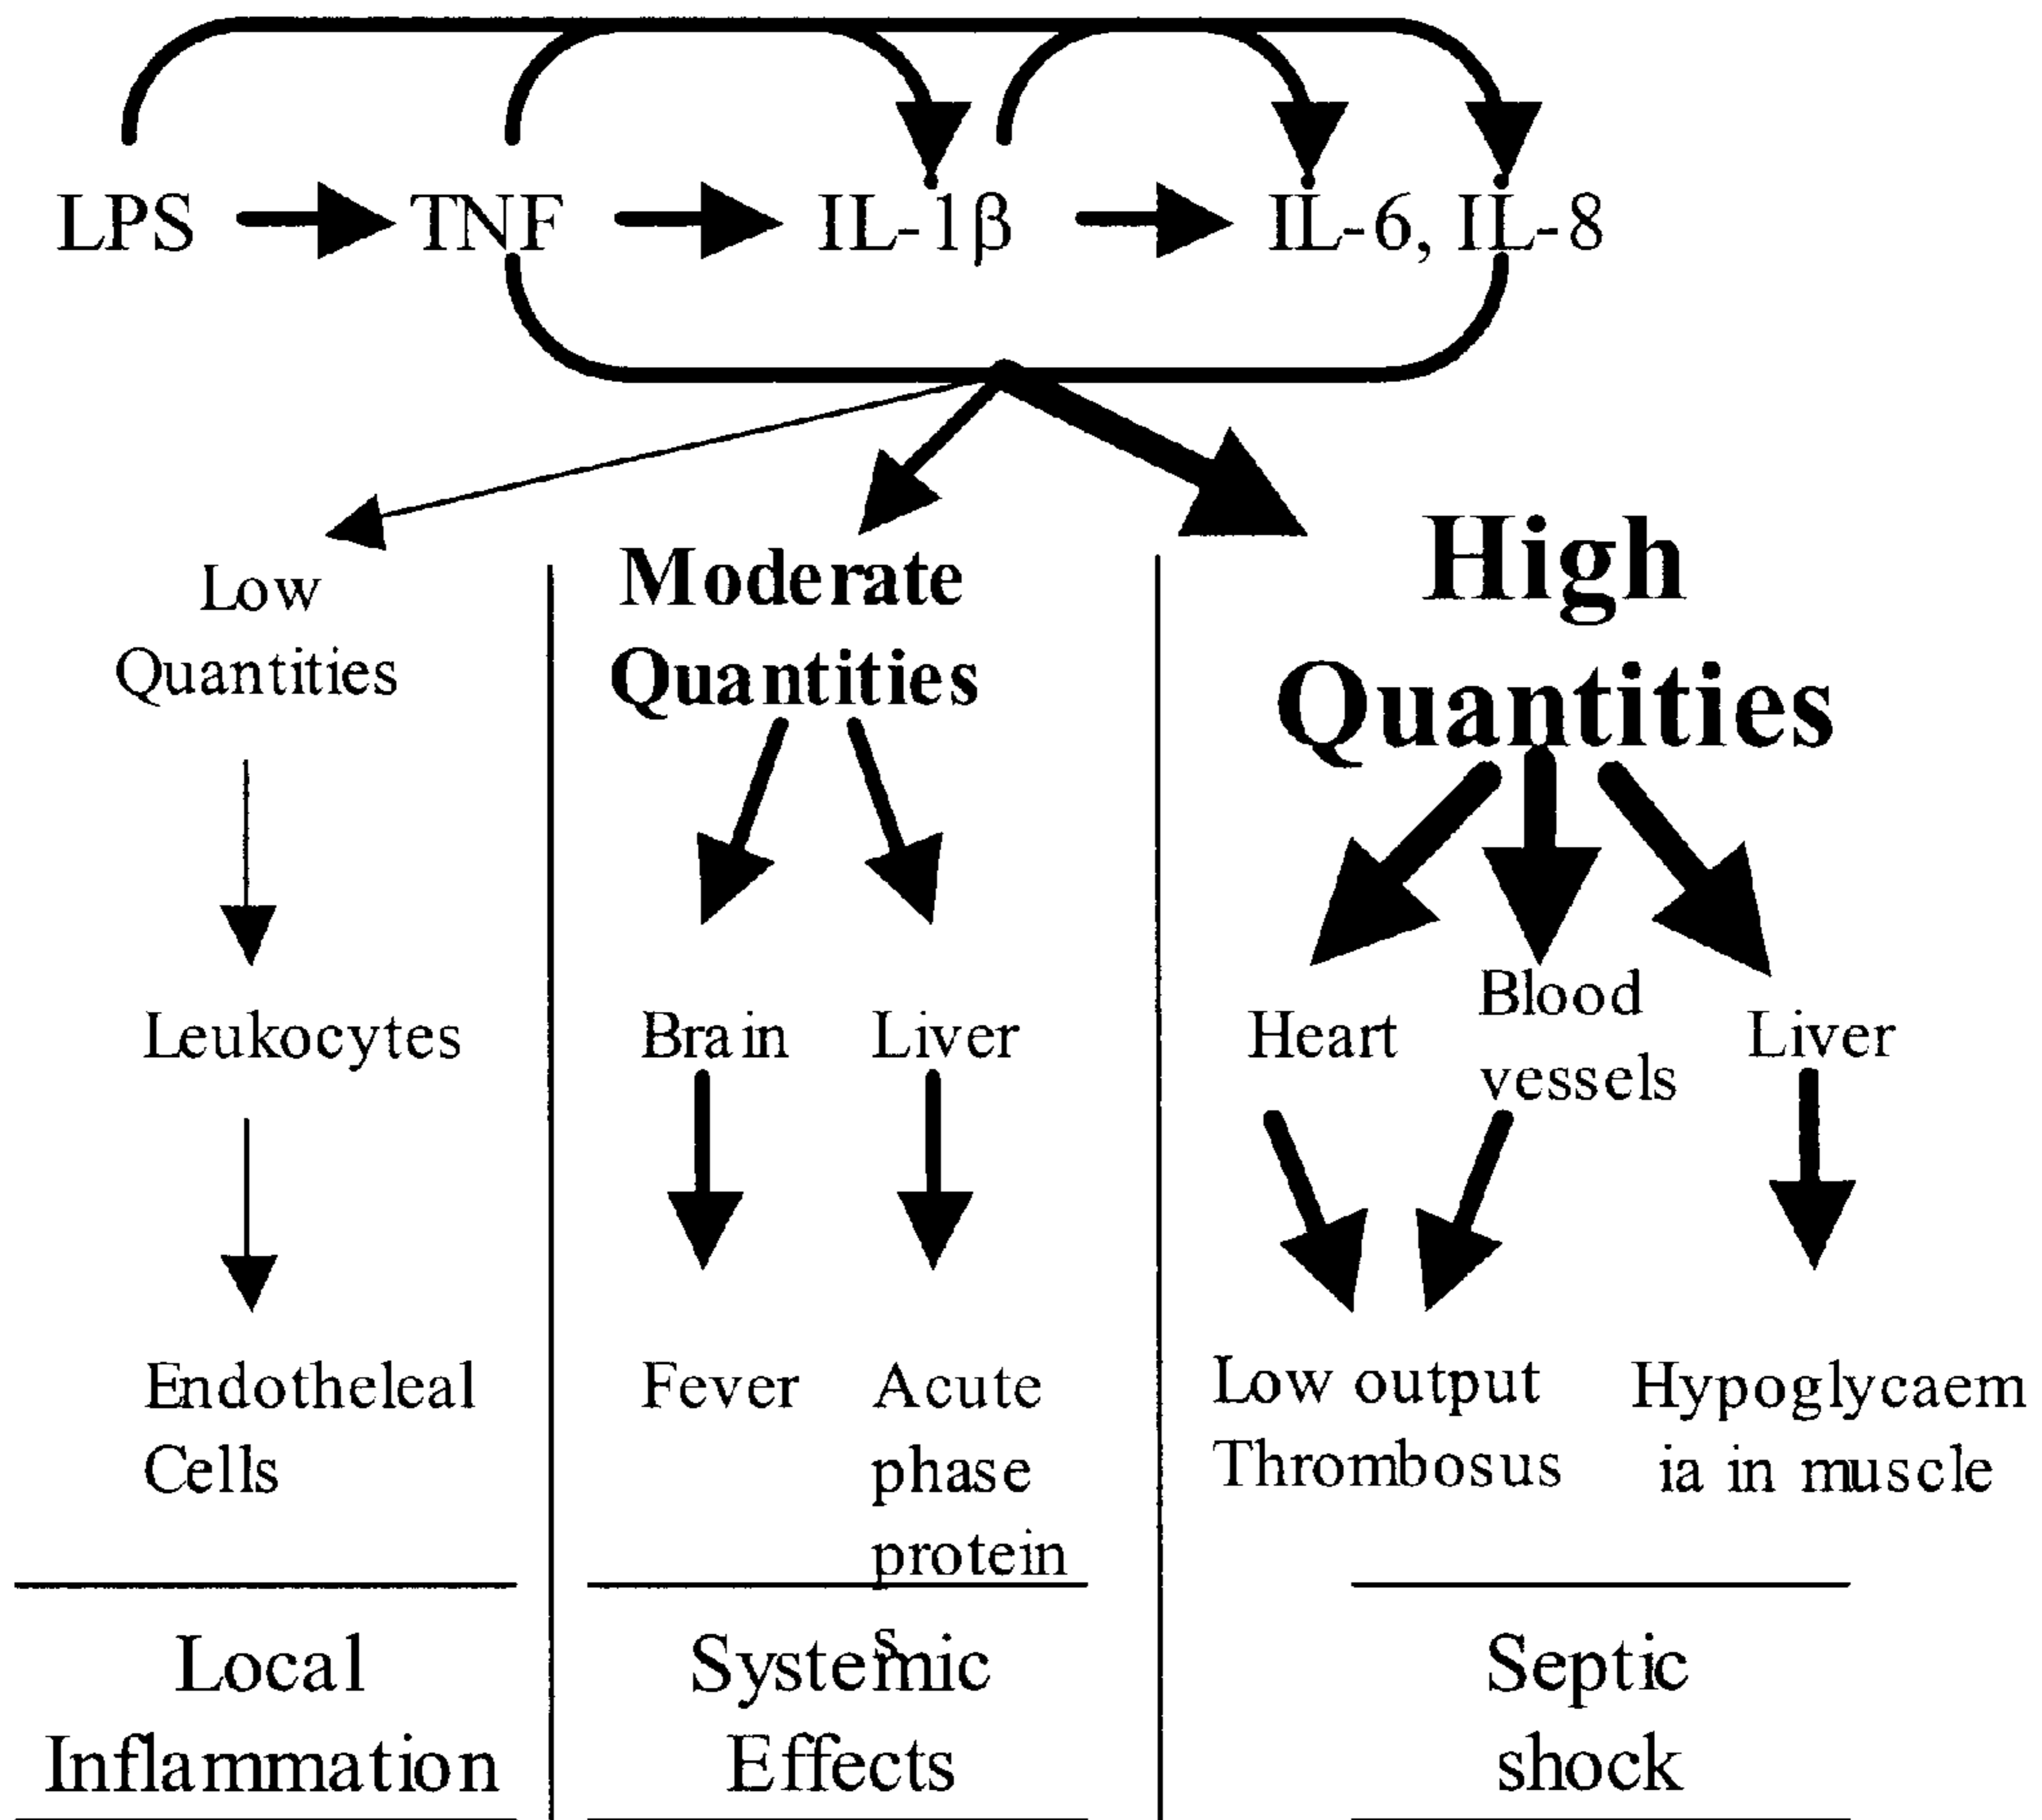 LPS TNF IL-1β IL-6, IL-8
Low
Quantities
Moderate
Quantities
High
Quantities
Leukocytes
Brain
Liver
Heart
Blood
vessels
Liver
Endotheleal
Cells
Fever
Acute
phase
protein
s
Low output
Thrombosus
Hypoglycaem
ia in muscle
Local
Inflammation
Systemic
Effects
Septic
shock